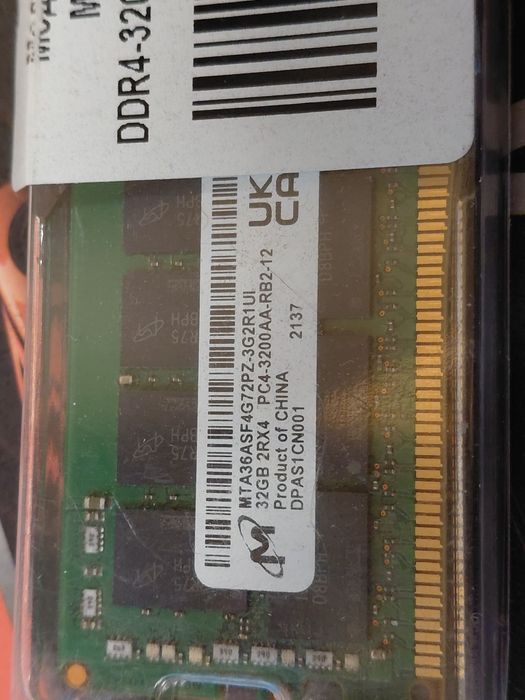 DDR4-320
UK
CA
MTA36ASF4G72PZ-3G2R1UI
32GB 2RX4 PC4-3200AA-RB2-12
Product of CHINA 2137
DPAS1CN001